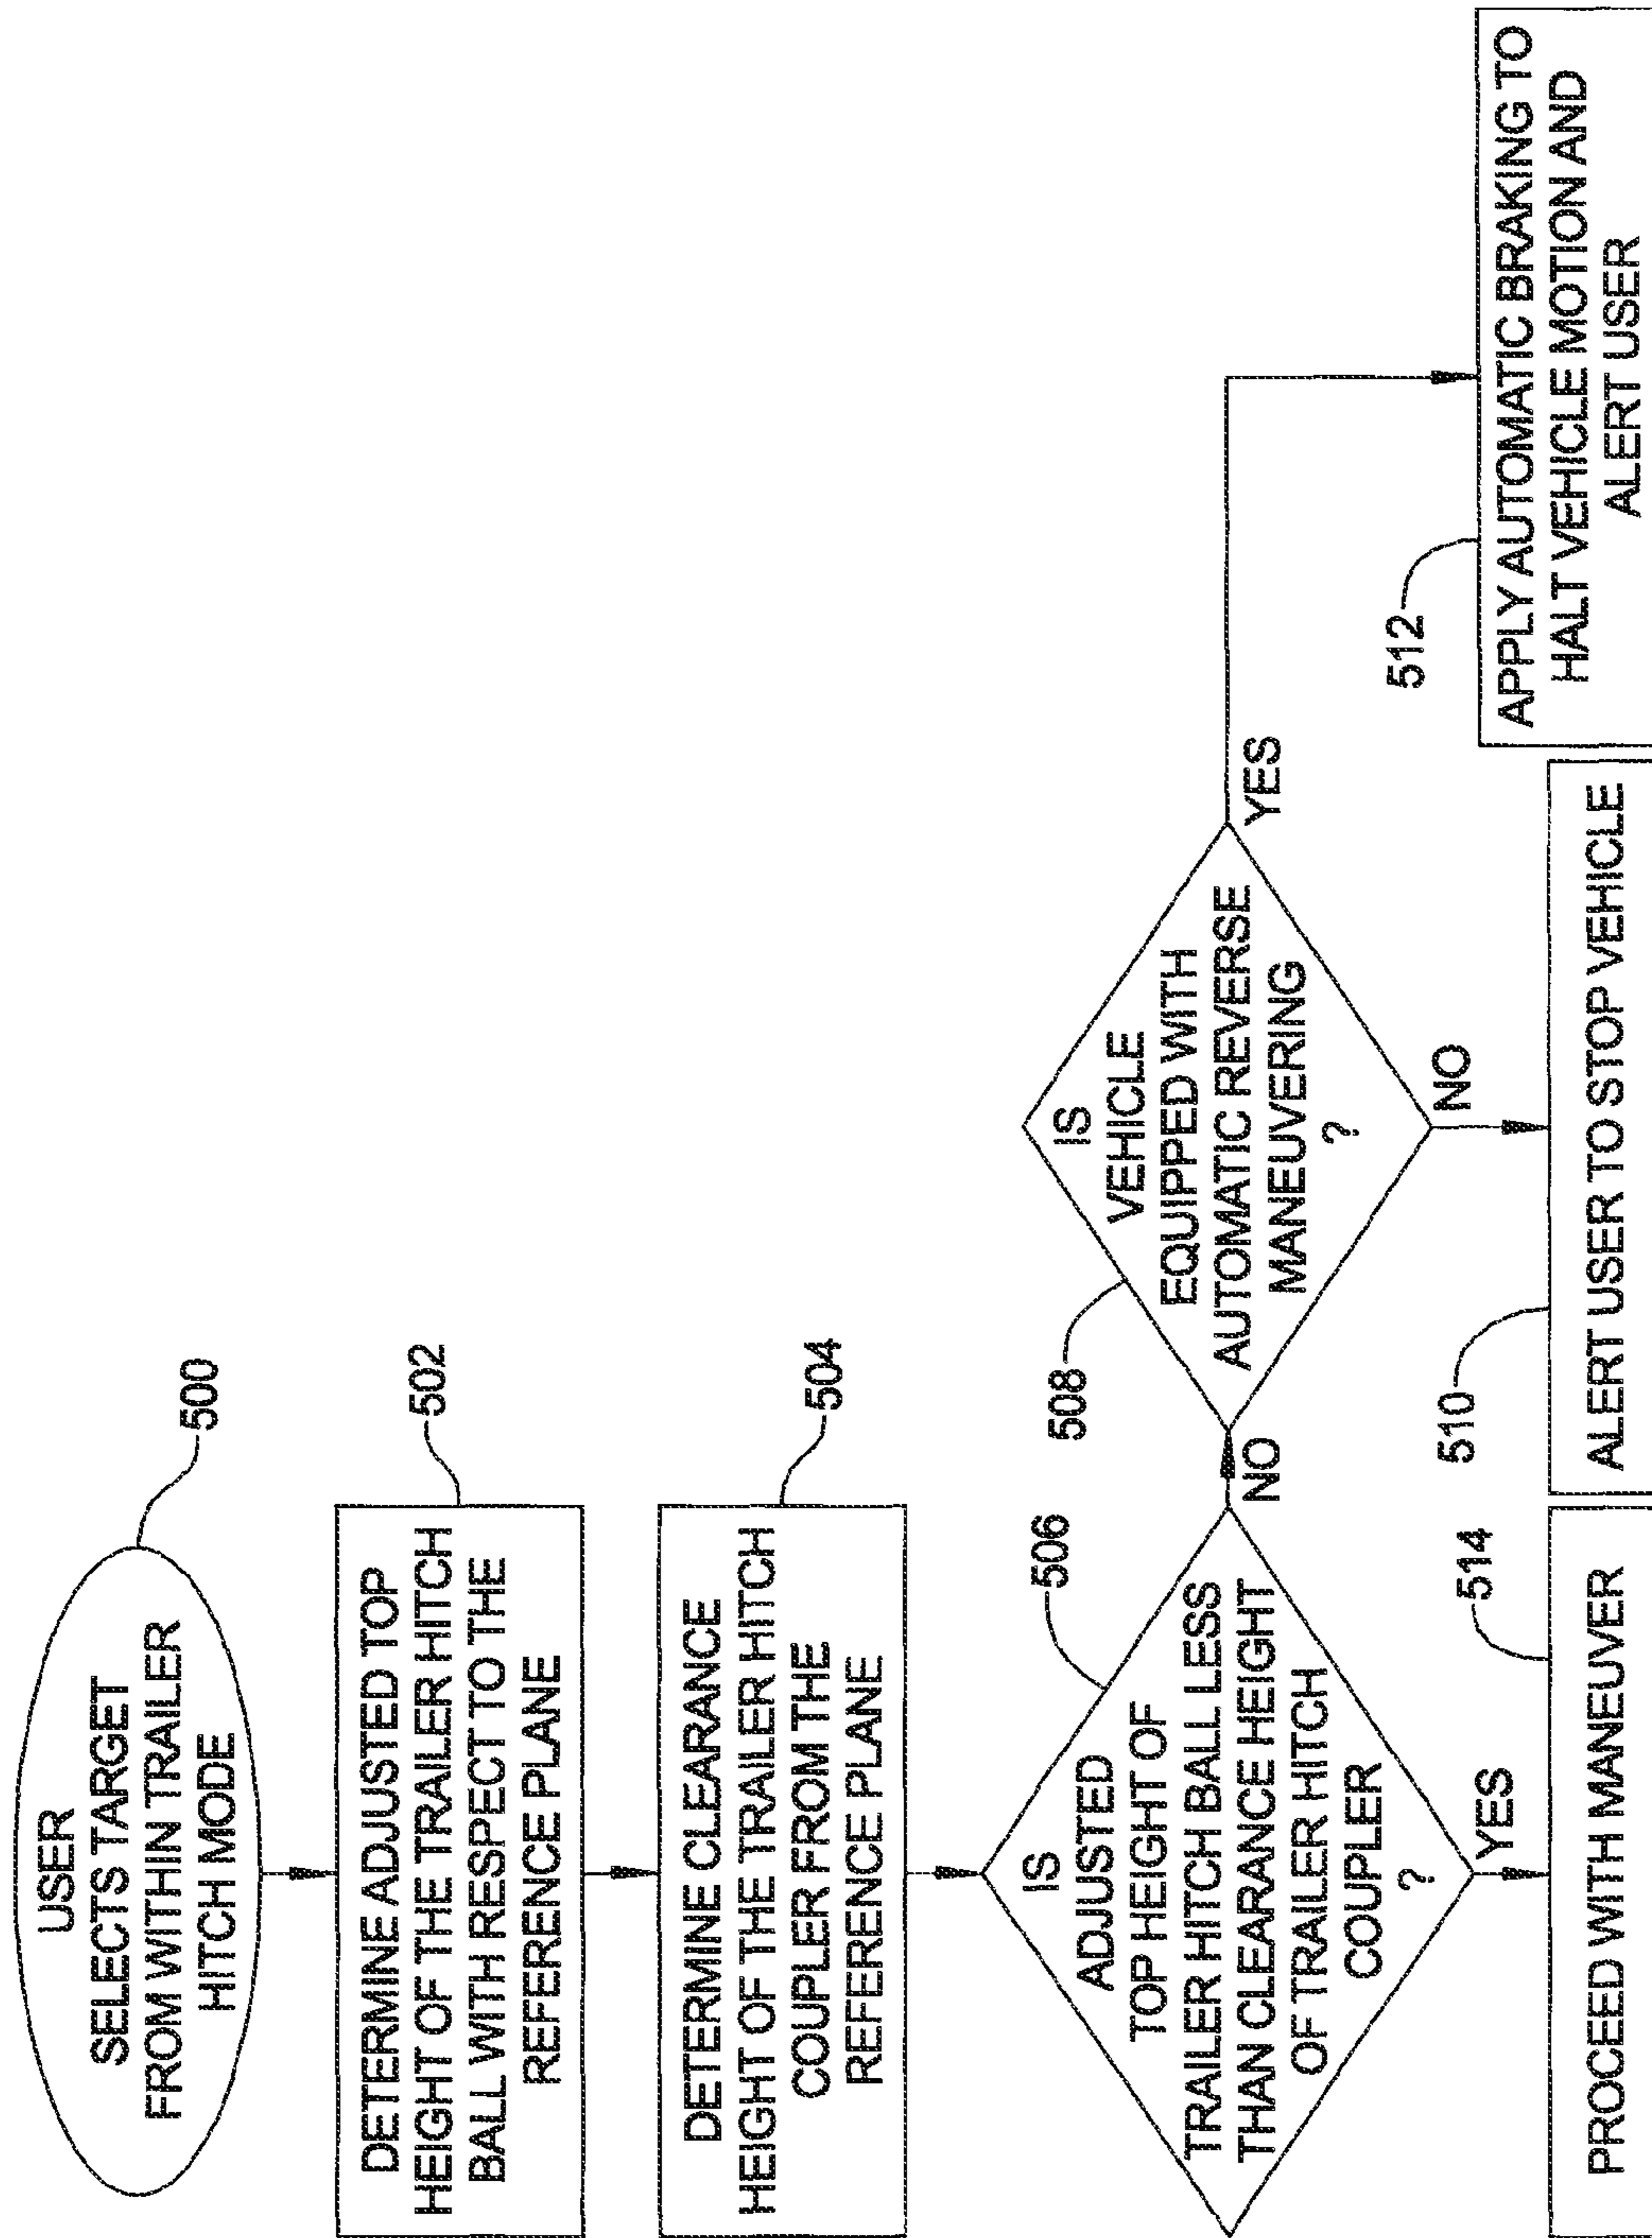 USER
SELECTS TARGET
FROM WITHIN TRAILER
HITCH MODE
500
DETERMINE ADJUSTED TOP
HEIGHT OF THE TRAILER HITCH
BALL WITH RESPECT TO THE
REFERENCE PLANE
502
DETERMINE CLEARANCE
HEIGHT OF THE TRAILER HITCH
COUPLER FROM THE
REFERENCE PLANE
504
IS
ADJUSTED
TOP HEIGHT OF
TRAILER HITCH BALL LESS
THAN CLEARANCE HEIGHT
OF TRAILER HITCH
COUPLER
?
506
NO
YES
IS
VEHICLE
EQUIPPED WITH
AUTOMATIC REVERSE
MANEUVERING
?
508
YES
NO
PROCEED WITH MANEUVER
514
ALERT USER TO STOP VEHICLE
510
APPLY AUTOMATIC BRAKING TO
HALT VEHICLE MOTION AND
ALERT USER
512